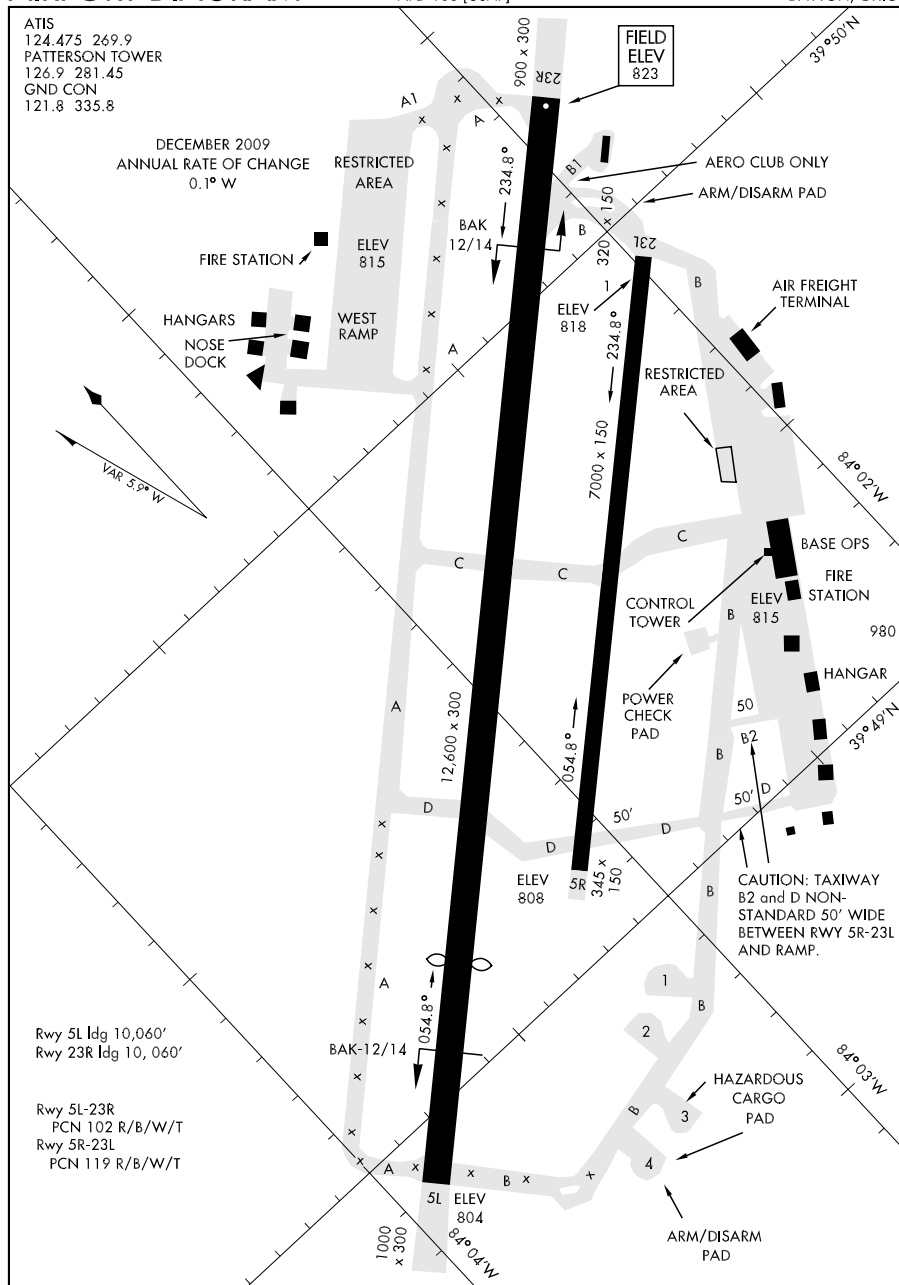 ATIS
124.475 269.9
PATTERSON TOWER
126.9 281.45
GND CON
121.8 335.8
DECEMBER 2009
ANNUAL RATE OF CHANGE
0.1° W
900 x 300
23R
FIELD
ELEV
823
39°50'N
A1
A
RESTRICTED
AREA
234.8°
B1
AERO CLUB ONLY
ARM/DISARM PAD
BAK
12/14
B
320 x 150
23L
FIRE STATION
ELEV
815
1
ELEV
818
B
AIR FREIGHT
TERMINAL
HANGARS
NOSE
DOCK
WEST
RAMP
A
234.8°
RESTRICTED
AREA
VAR 5.9° W
7000 x 150
84°02'W
C
C
C
BASE OPS
FIRE
STATION
CONTROL
TOWER
ELEV
815
B
980
HANGAR
A
12,600 x 300
054.8°
POWER
CHECK
PAD
50
B2
B
39°49'N
D
50'
50'
D
D
D
ELEV
808
5R
345 x
150
B
CAUTION: TAXIWAY
B2 and D NON-
STANDARD 50' WIDE
BETWEEN RWY 5R-23L
AND RAMP.
A
054.8°
1
B
2
Rwy 5L ldg 10,060'
Rwy 23R ldg 10, 060'
BAK-12/14
84°03'W
HAZARDOUS
CARGO
PAD
B
3
4
Rwy 5L-23R
PCN 102 R/B/W/T
Rwy 5R-23L
PCN 119 R/B/W/T
A
B
5L
ELEV
804
1000
x 300
84°04'W
ARM/DISARM
PAD